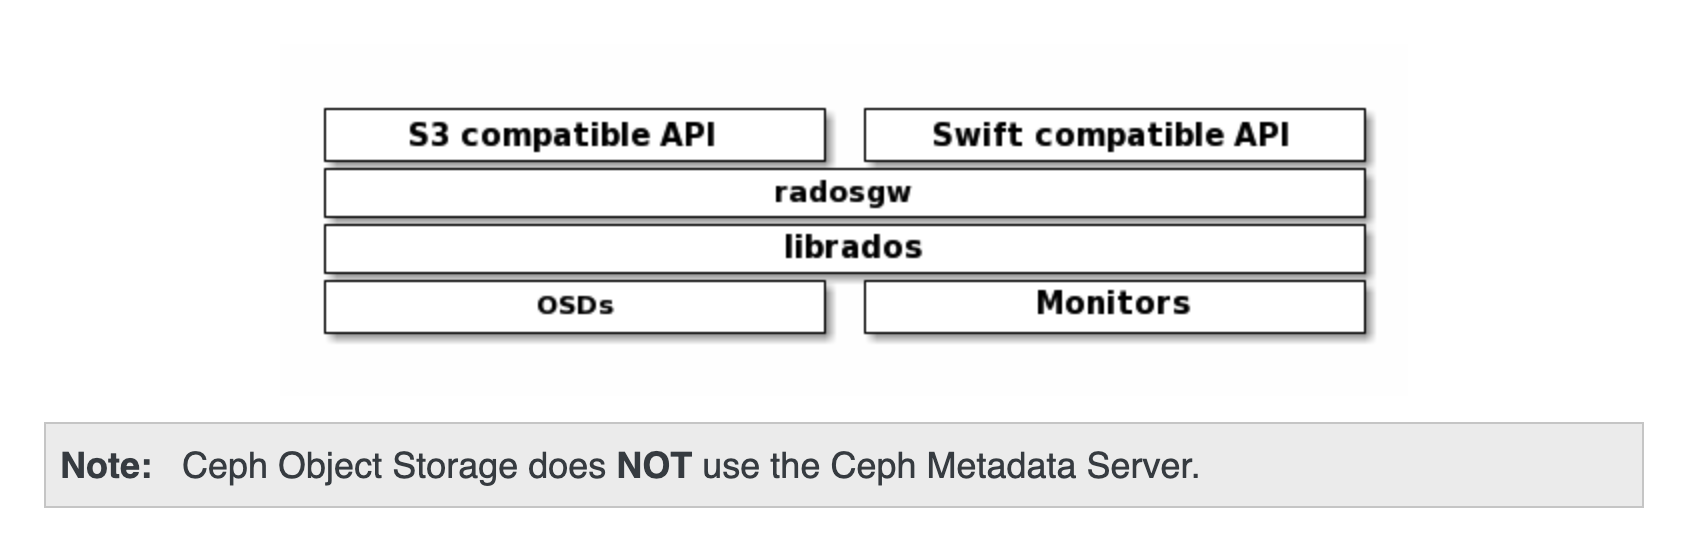 S3 compatible API
Swift compatible API
radosgw
librados
OSDs
Monitors
Note: Ceph Object Storage does NOT use the Ceph Metadata Server.